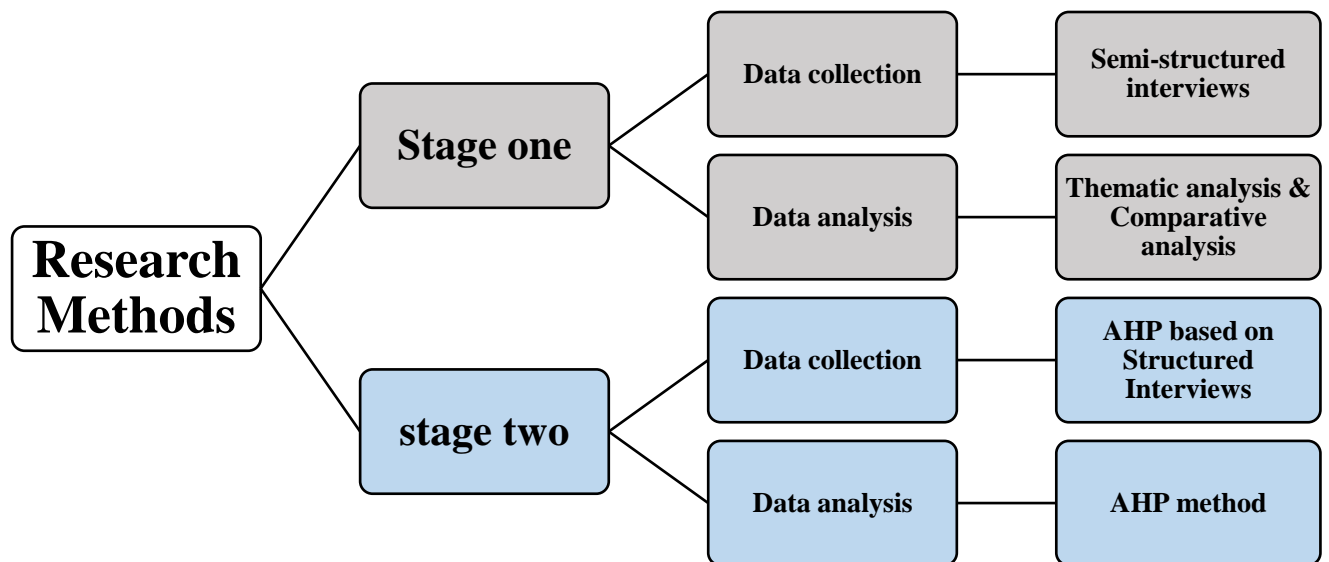 Research
Methods
Stage one
Data collection
Semi-structured
interviews
Data analysis
Thematic analysis &
Comparative
analysis
stage two
Data collection
AHP based on
Structured
Interviews
Data analysis
AHP method